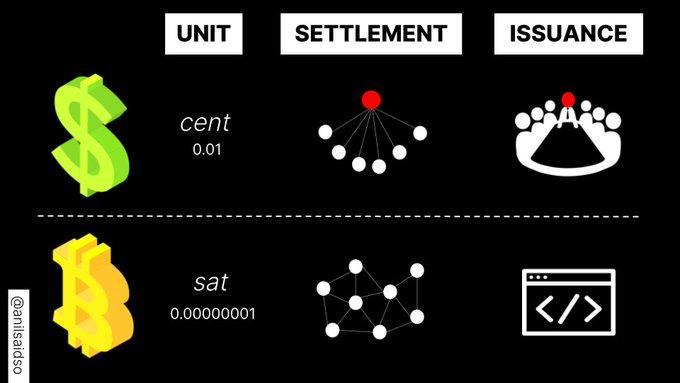 UNIT
SETTLEMENT
ISSUANCE
cent
0.01
sat
0.00000001
@anilsaidso